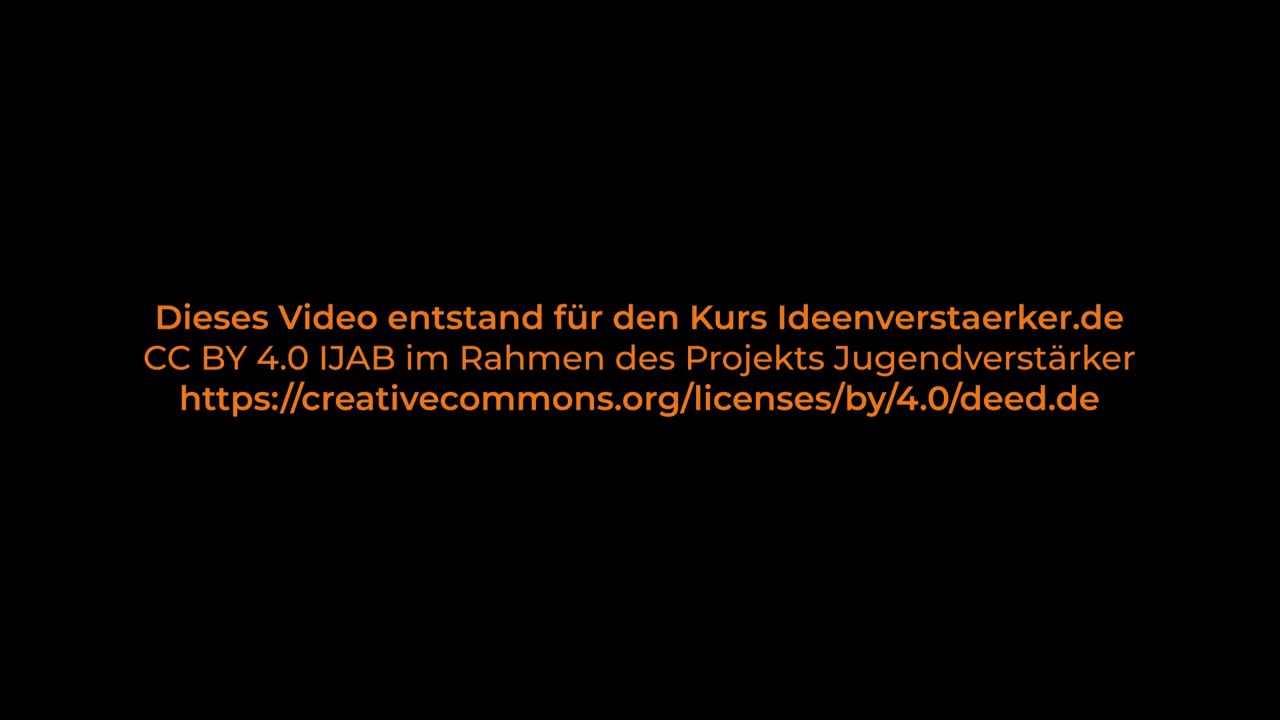 Dieses Video entstand für den Kurs Ideenverstaerker.de
CC BY 4.0 IJAB im Rahmen des Projekts Jugendverstärker
https://creativecommons.org/licenses/by/4.0/deed.de